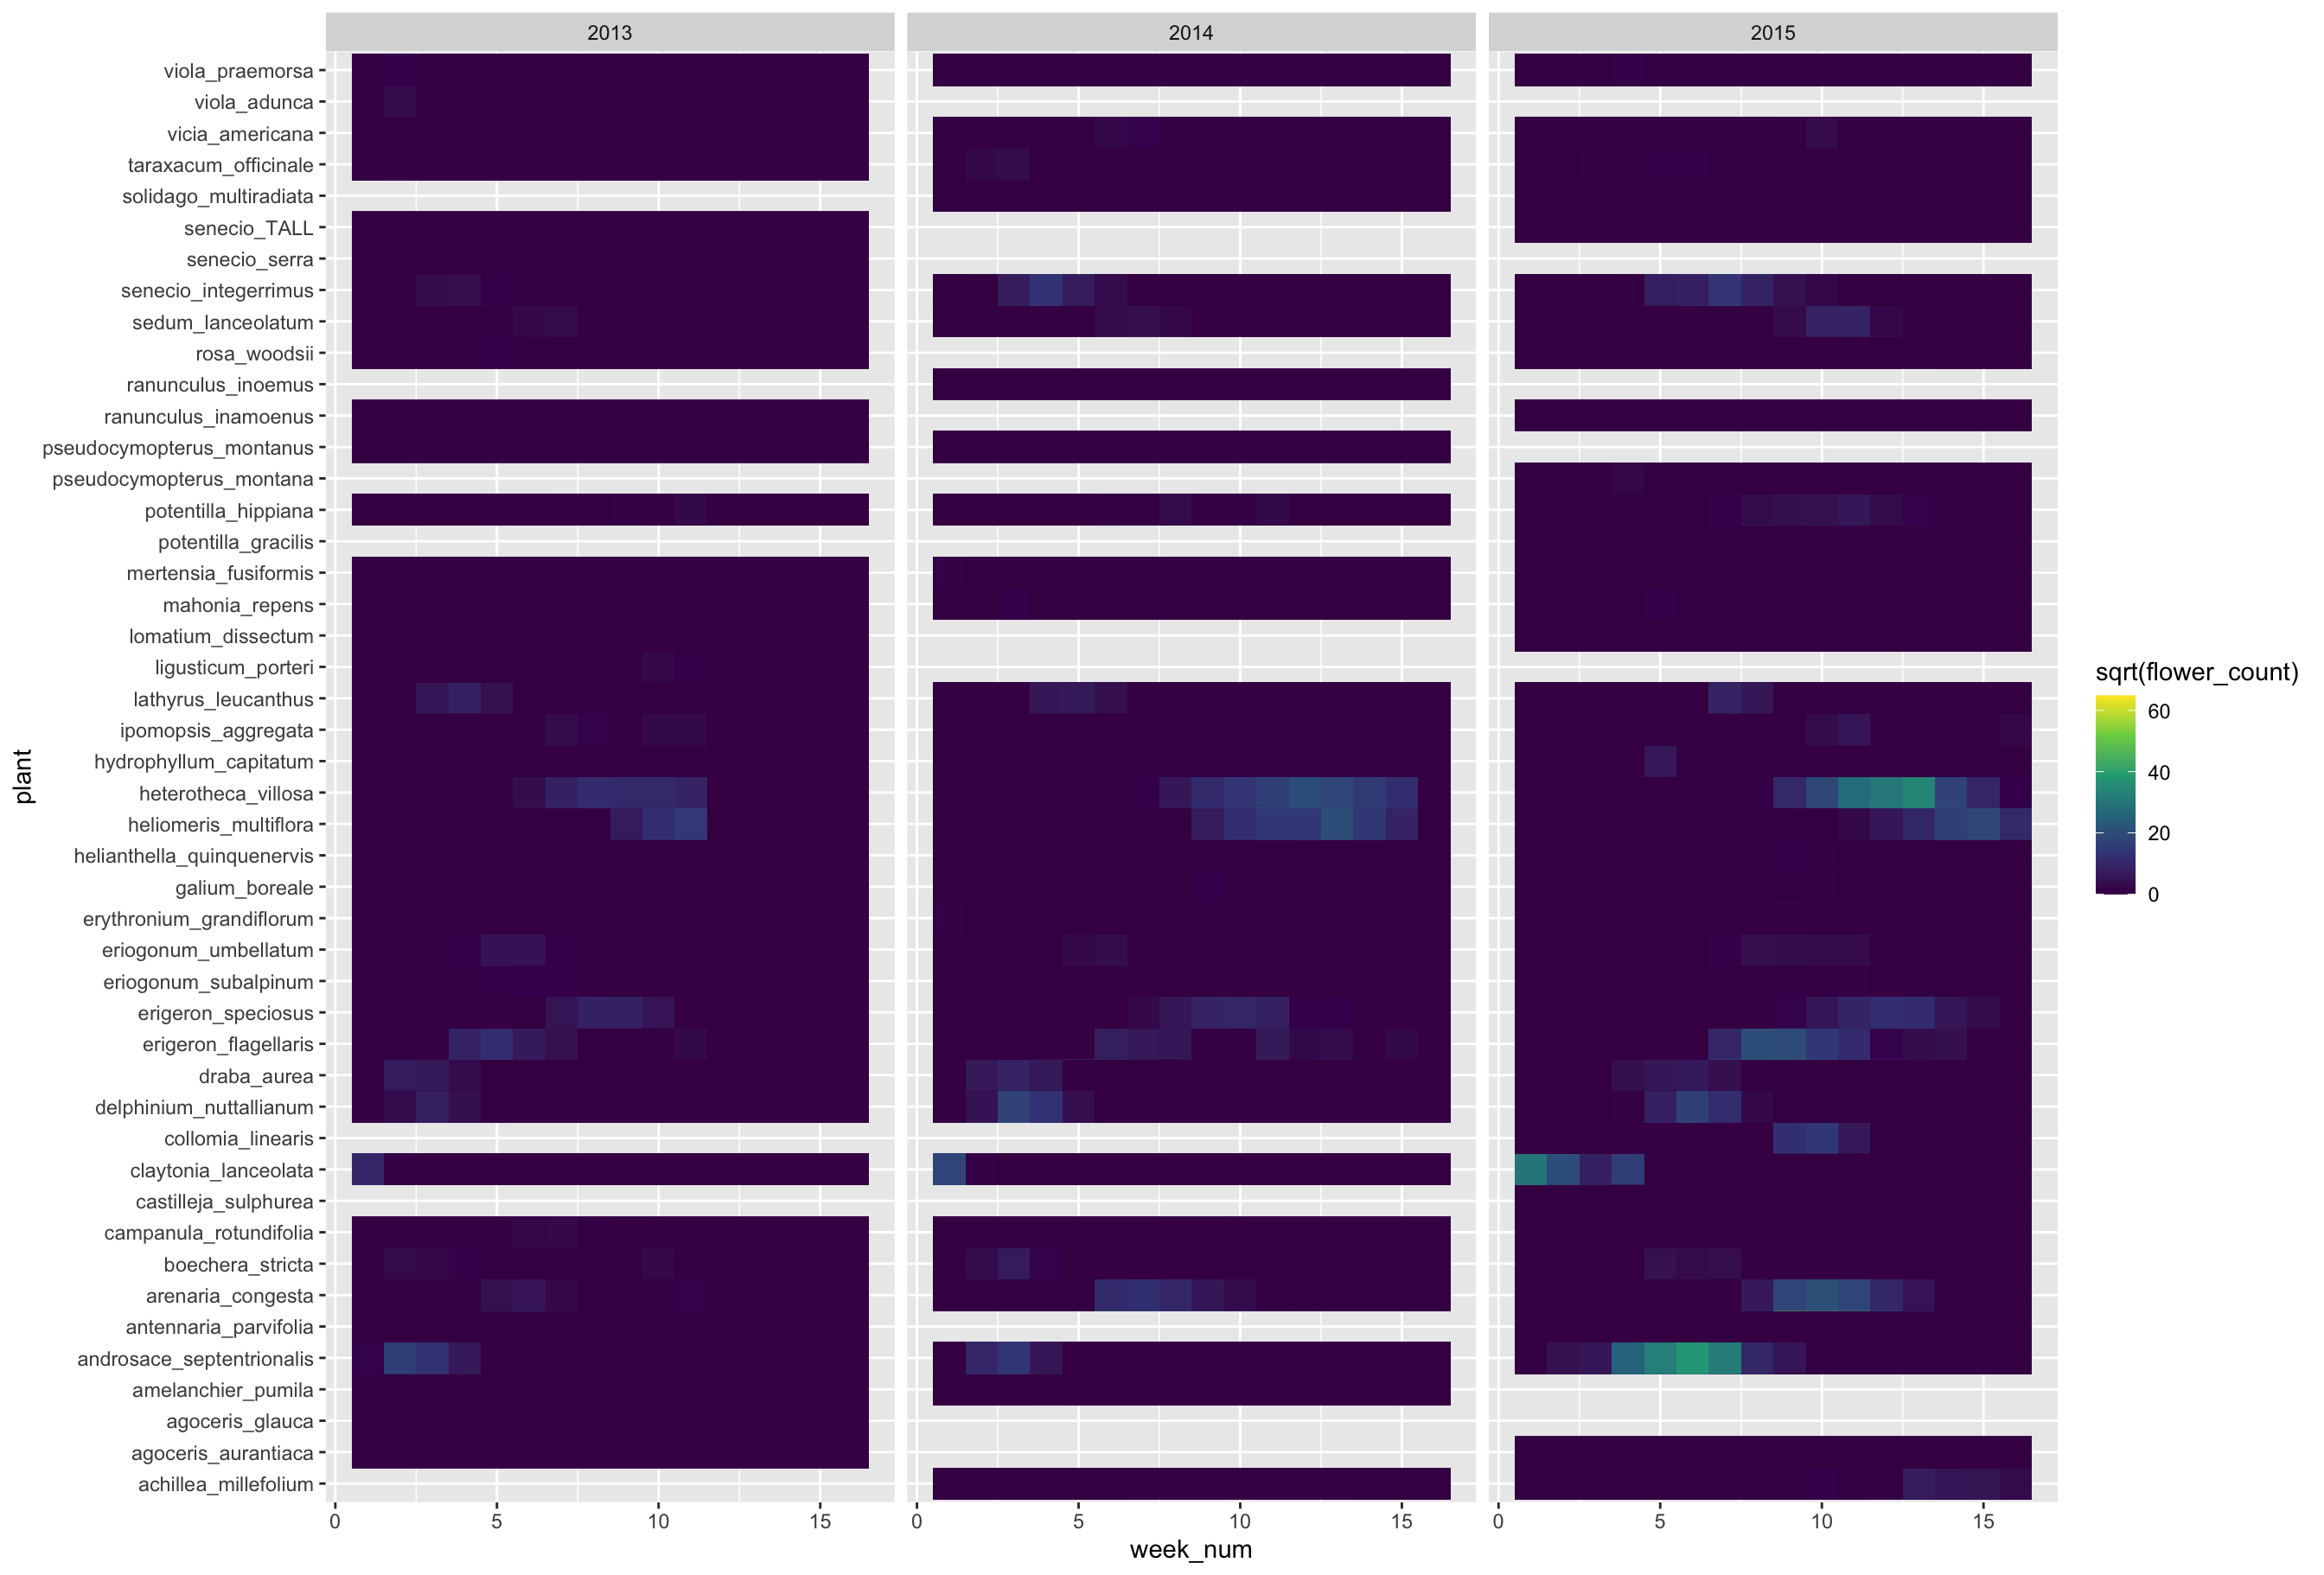 2013
2014
2015
viola_praemorsa
viola_adunca
vicia_americana
taraxacum_officinale
solidago_multiradiata
senecio_TALL
senecio_serra
senecio_integerrimus
sedum_lanceolatum
rosa_woodsii
ranunculus_inoemus
ranunculus_inamoenus
pseudocymopterus_montanus
pseudocymopterus_montana
potentilla_hippiana
potentilla_gracilis
mertensia_fusiformis
mahonia_repens
lomatium_dissectum
ligusticum_porteri
lathyrus_leucanthus
ipomopsis_aggregata
hydrophyllum_capitatum
heterotheca_villosa
heliomeris_multiflora
helianthella_quinquenervis
galium_boreale
erythronium_grandiflorum
eriogonum_umbellatum
eriogonum_subalpinum
erigeron_speciosus
erigeron_flagellaris
draba_aurea
delphinium_nuttallianum
collomia_linearis
claytonia_lanceolata
castilleja_sulphurea
campanula_rotundifolia
boechera_stricta
arenaria_congesta
antennaria_parvifolia
androsace_septentrionalis
amelanchier_pumila
agoceris_glauca
agoceris_aurantiaca
achillea_millefolium
plant
0 5 10 15
0 5 10 15
0 5 10 15
week_num
sqrt(flower_count)
60
40
20
0